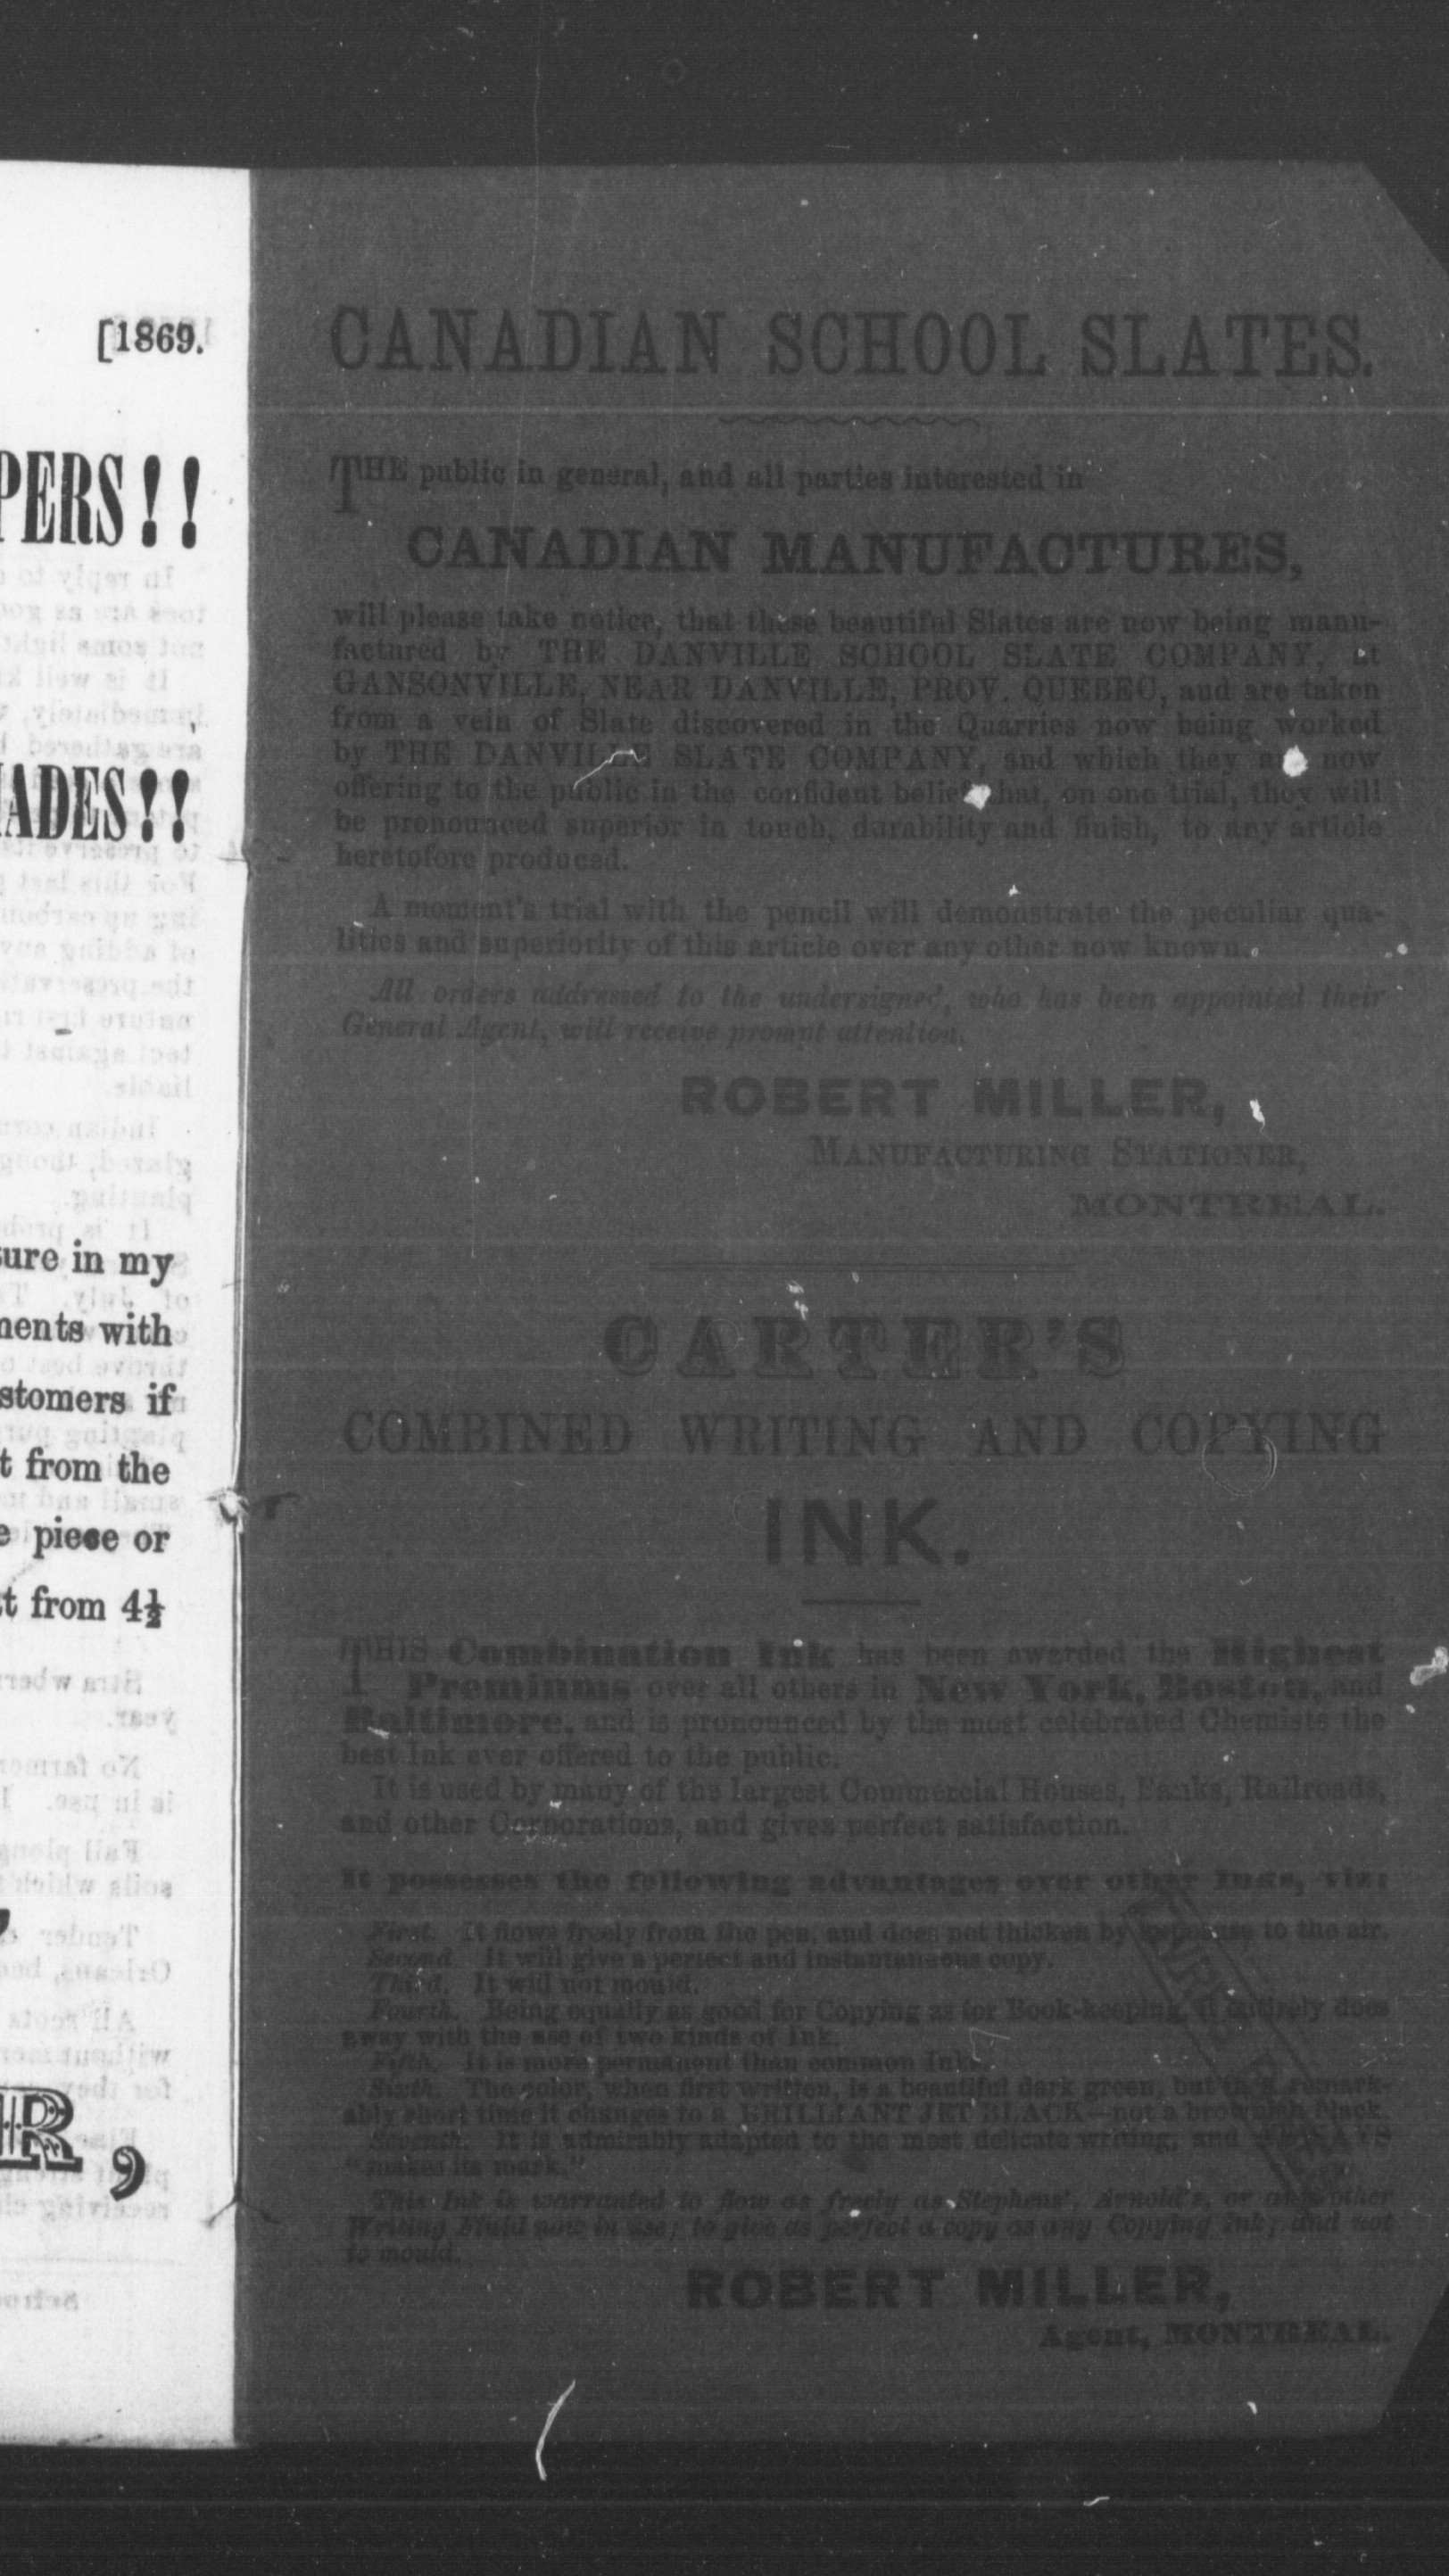 [1869.
PERS!!
ADES!!
ure in my
ments with
stomers if
t from the
e piece or
t from 4½
R,
CANADIAN SCHOOL SLATES.
THE public in general, and all parties interested in
CANADIAN MANUFACTURES,
will please take notice, that these beautiful Slates are now being manu-
factured by THE DANVILLE SCHOOL SLATE COMPANY, at
GANSONVILLE, NEAR DANVILLE, PROV. QUEBEC, and are taken
from a vein of Slate discovered in the Quarries now being worked
by THE DANVILLE SLATE COMPANY, and which they are now
offering to the public in the confident belief that, on one trial, they will
be pronounced superior in touch, durability and finish, to any article
heretofore produced.
A moment's trial with the pencil will demonstrate the peculiar qua-
lities and superiority of this article over any other now known.
All orders addressed to the undersigned, who has been appointed their
General Agent, will receive prompt attention.
ROBERT MILLER,
MANUFACTURING STATIONER,
MONTREAL.
CARTER'S
COMBINED WRITING AND COPYING
INK.
THIS Combination Ink has been awarded the Highest
Premiums over all others in New York, Boston, and
Baltimore, and is pronounced by the most celebrated Chemists the
best Ink ever offered to the public.
It is used by many of the largest Commercial Houses, Banks, Railroads,
and other Corporations, and gives perfect satisfaction.
It possesses the following advantages over other Inks, viz:
First. It flows freely from the pen, and does not thicken by exposure to the air.
Second. It will give a perfect and instantaneous copy.
Third. It will not mould.
Fourth. Being equally as good for Copying as for Book-keeping, it entirely does
away with the use of two kinds of Ink.
Fifth. It is more permanent than common Inks.
Sixth. The color, when first written, is a beautiful dark green, but in a remark-
ably short time it changes to a BRILLIANT JET BLACK—not a brownish black.
Seventh. It is admirably adapted to the most delicate writing, and ALWAYS
"makes its mark."
This Ink is warranted to flow as freely as Stephens', Arnold's, or any other
Writing Fluid now in use; to give as perfect a copy as any Copying Ink; and not
to mould.
ROBERT MILLER,
Agent, MONTREAL.